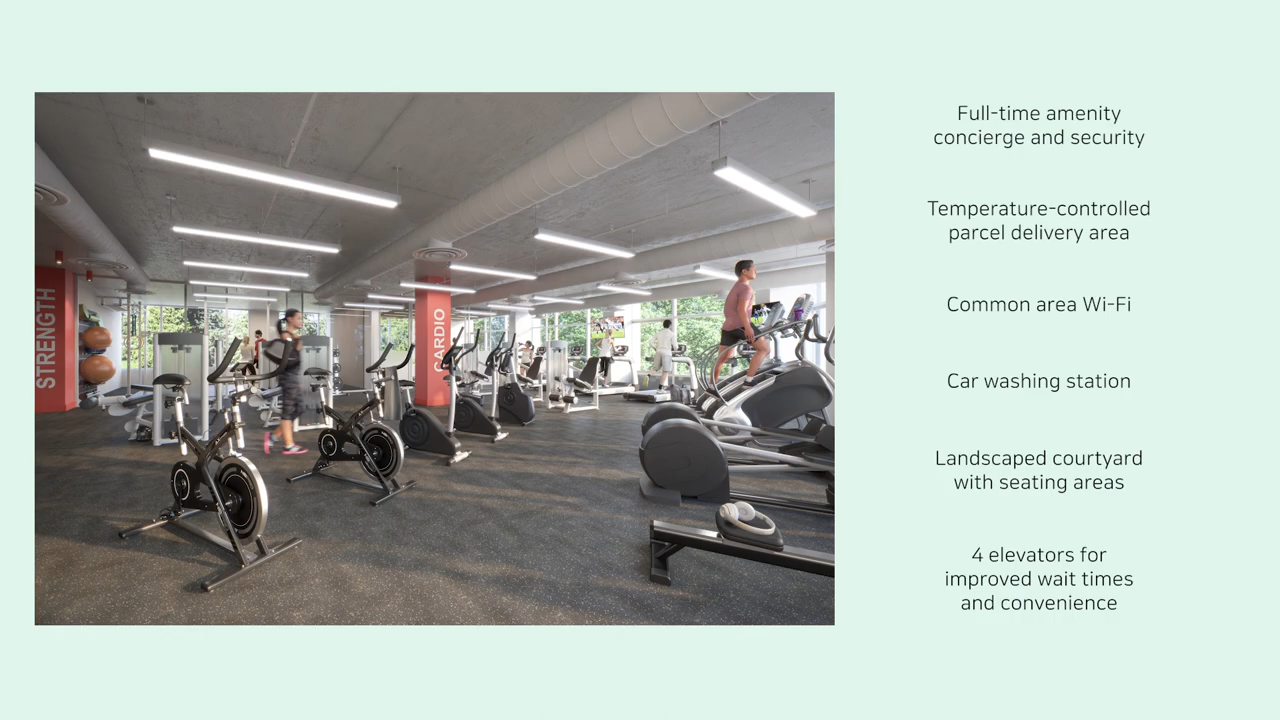 STRENGTH
CARDIO
Full-time amenity
concierge and security
Temperature-controlled
parcel delivery area
Common area Wi-Fi
Car washing station
Landscaped courtyard
with seating areas
4 elevators for
improved wait times
and convenience